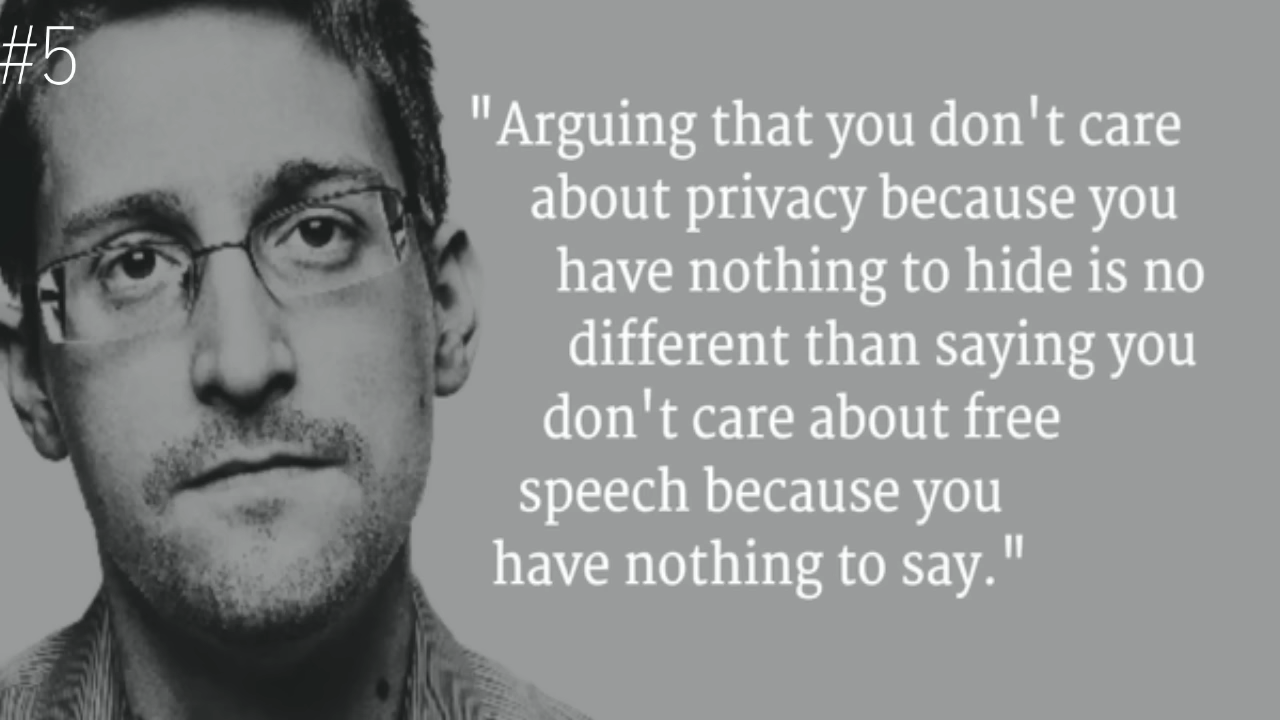 #5
"Arguing that you don't care
about privacy because you
have nothing to hide is no
different than saying you
don't care about free
speech because you
have nothing to say."